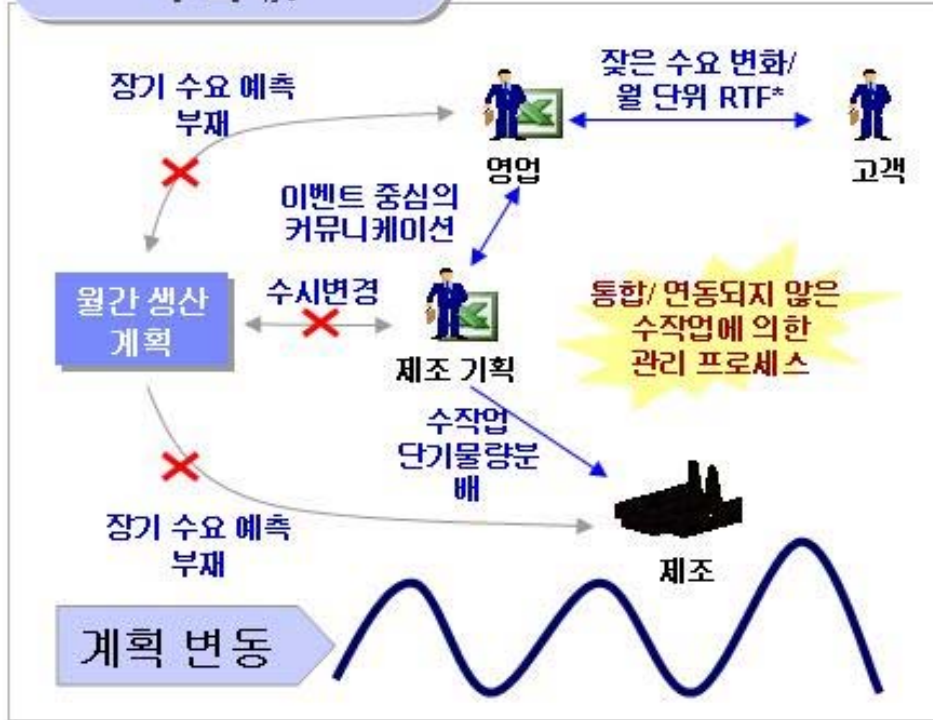 장기 수요 예측
부재
잦은 수요 변화/
월 단위 RTF*
영업
고객
이벤트 중심의
커뮤니케이션
월간 생산
계획
수시변경
제조 기획
통합/ 연동되지 않은
수작업에 의한
관리 프로세스
수작업
단기물량분
배
장기 수요 예측
부재
제조
계획 변동